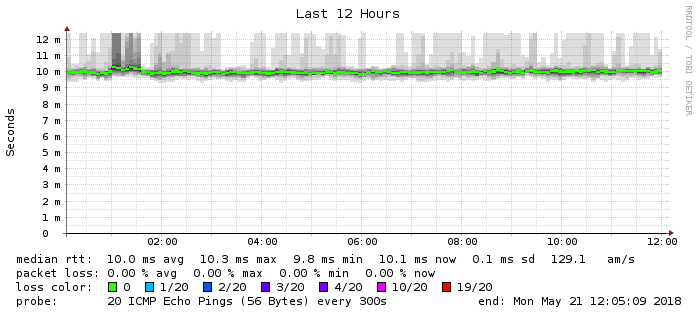 Last 12 Hours
RRDTOOL / TOBI OETIKER
Seconds
12 m
11 m
10 m
9 m
8 m
7 m
6 m
5 m
4 m
3 m
2 m
1 m
0
02:00 04:00 06:00 08:00 10:00 12:00
median rtt: 10.0 ms avg 10.3 ms max 9.8 ms min 10.1 ms now 0.1 ms sd 129.1 am/s
packet loss: 0.00 % avg 0.00 % max 0.00 % min 0.00 % now
loss color: 0 1/20 2/20 3/20 4/20 10/20 19/20
probe: 20 ICMP Echo Pings (56 Bytes) every 300s end: Mon May 21 12:05:09 2018